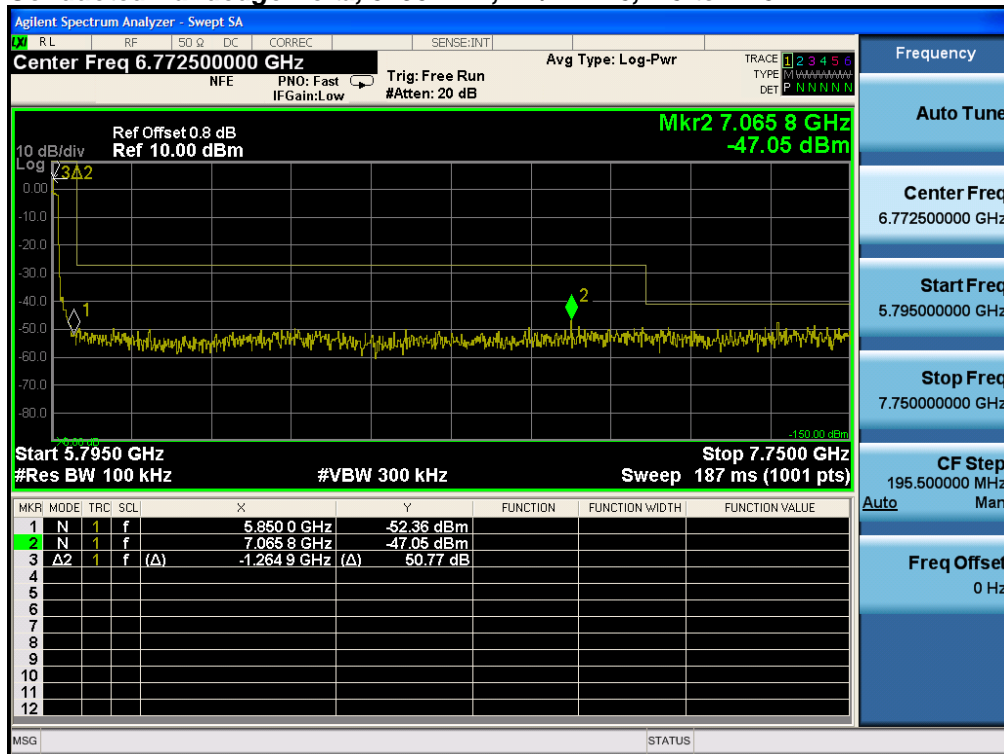 Agilent Spectrum Analyzer - Swept SA
LXI RL RF 50 Ω DC CORREC SENSE:INT
Center Freq 6.772500000 GHz
NFE PNO: Fast IFGain:Low
Trig: Free Run
#Atten: 20 dB
Avg Type: Log-Pwr
TRACE 1 2 3 4 5 6
TYPE M
DET P N N N N N
Mkr2 7.065 8 GHz
-47.05 dBm
Ref Offset 0.8 dB
10 dB/div Ref 10.00 dBm
Log
3Δ2
0.00
-10.0
-20.0
-30.0
-40.0
-50.0
-60.0
-70.0
-80.0
1
2
-150.00 dBm
Start 5.7950 GHz Stop 7.7500 GHz
#Res BW 100 kHz #VBW 300 kHz Sweep 187 ms (1001 pts)
MKR MODE TRC SCL X Y FUNCTION FUNCTION WIDTH FUNCTION VALUE
1 N 1 f 5.850 0 GHz -52.36 dBm
2 N 1 f 7.065 8 GHz -47.05 dBm
3 Δ2 1 f (Δ) -1.264 9 GHz (Δ) 50.77 dB
4
5
6
7
8
9
10
11
12
MSG STATUS
Frequency
Auto Tune
Center Freq
6.772500000 GHz
Start Freq
5.795000000 GHz
Stop Freq
7.750000000 GHz
CF Step
195.500000 MHz
Auto Man
Freq Offset
0 Hz